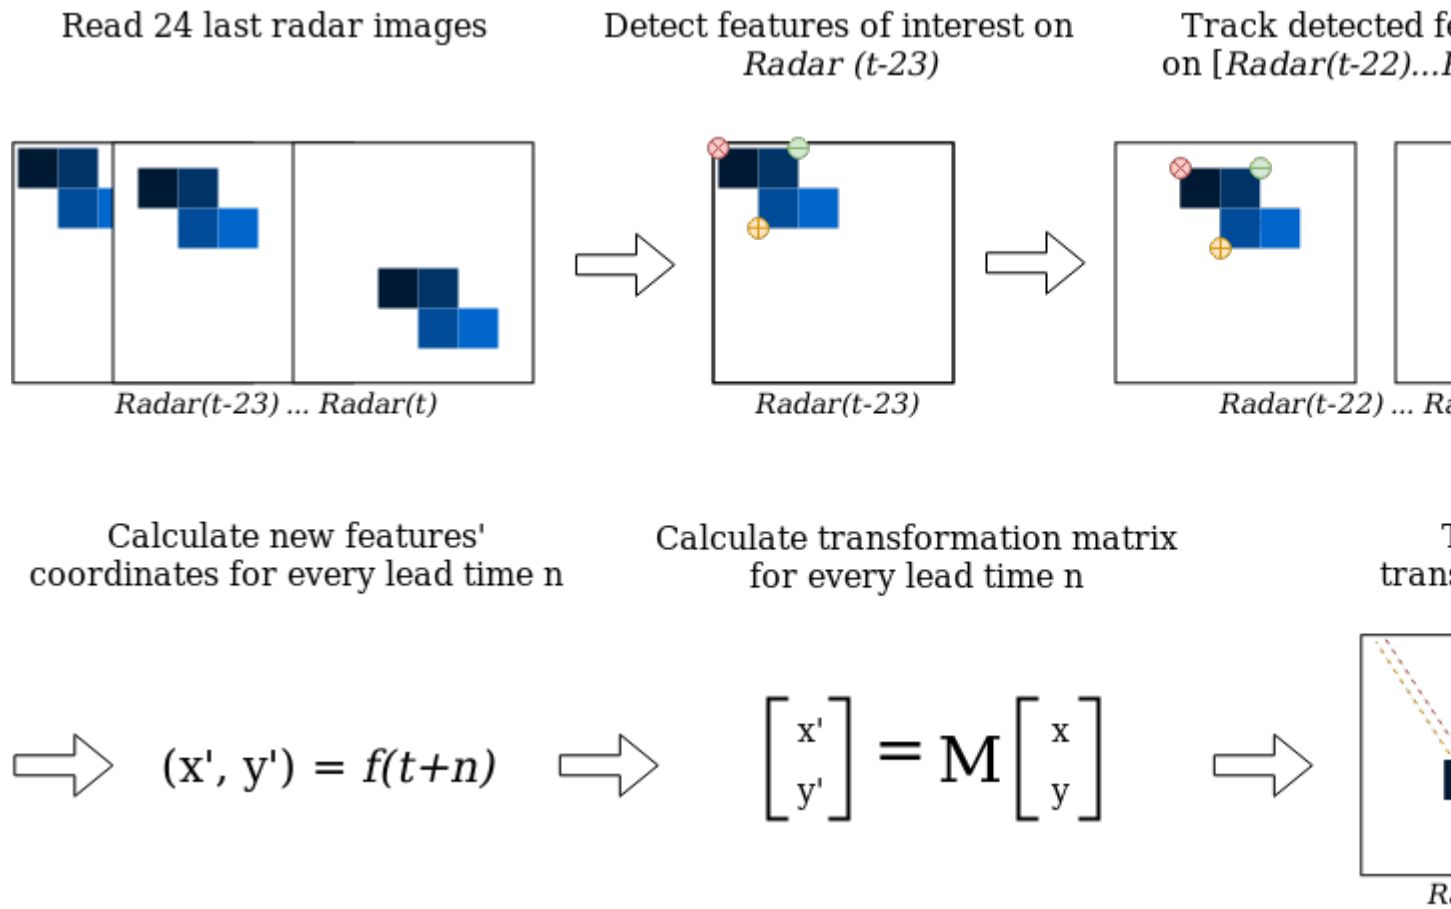 Read 24 last radar images
Detect features of interest on
Radar (t-23)
Track detected
on [Radar(t-22)...
Radar(t-23) ... Radar(t)
Radar(t-23)
Radar(t-22) ...
Calculate new features'
coordinates for every lead time n
Calculate transformation matrix
for every lead time n
(x', y') = f(t+n)
x'
y'
= M
x
y